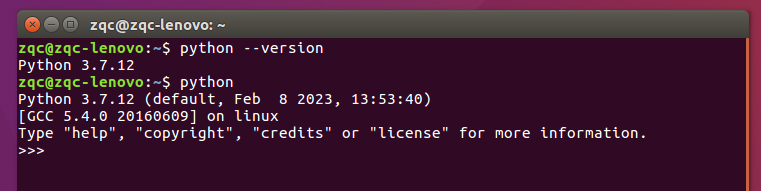 zqc@zqc-lenovo: ~
zqc@zqc-lenovo:~$ python --version
Python 3.7.12
zqc@zqc-lenovo:~$ python
Python 3.7.12 (default, Feb  8 2023, 13:53:40)
[GCC 5.4.0 20160609] on linux
Type "help", "copyright", "credits" or "license" for more information.
>>>